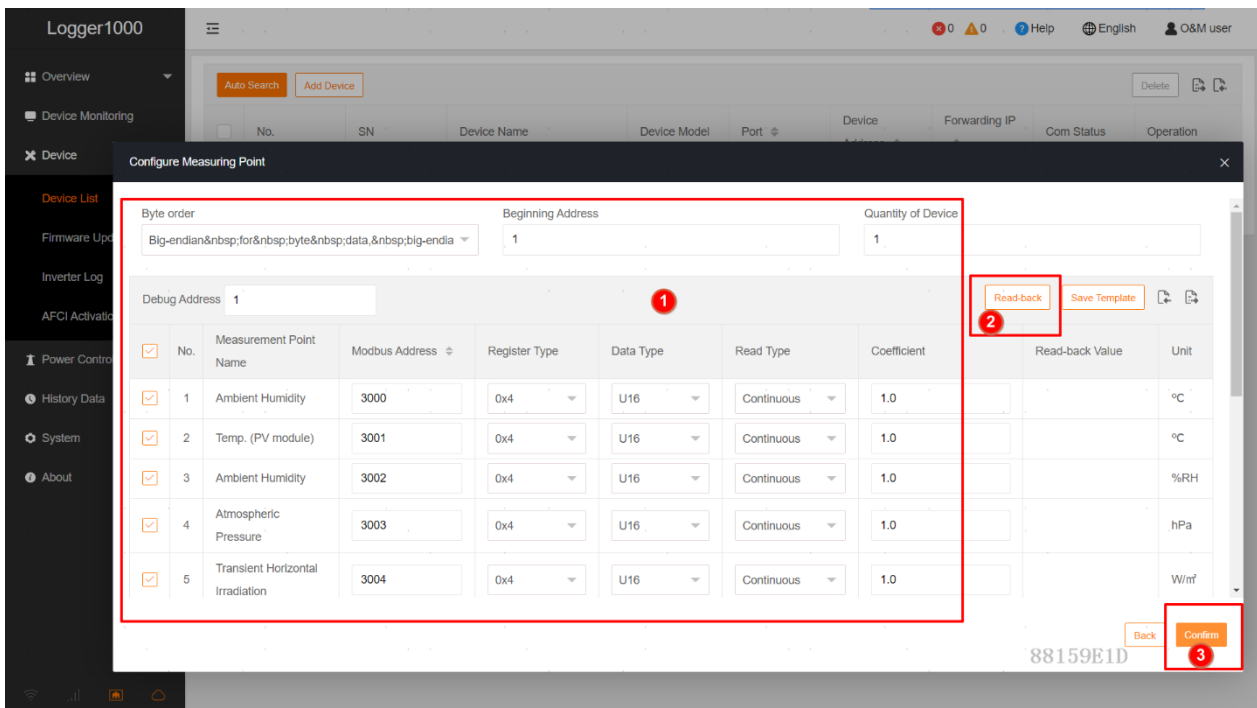 Logger1000
0 0 Help English O&M user
Overview
Auto Search Add Device Delete
Device Monitoring
No. SN Device Name Device Model Port Device Forwarding IP Com Status Operation
Device
Configure Measuring Point
Device List
Byte order Beginning Address Quantity of Device
Firmware Upd
Big-endian&nbsp;for&nbsp;byte&nbsp;data,&nbsp;big-endia 1 1
Inverter Log
Debug Address 1 1 Read-back Save Template
2
AFCI Activatio
No. Measurement Point Name Modbus Address Register Type Data Type Read Type Coefficient Read-back Value Unit
Power Contro
1 Ambient Humidity 3000 0x4 U16 Continuous 1.0 °C
History Data
2 Temp. (PV module) 3001 0x4 U16 Continuous 1.0 °C
System
3 Ambient Humidity 3002 0x4 U16 Continuous 1.0 %RH
About
4 Atmospheric Pressure 3003 0x4 U16 Continuous 1.0 hPa
5 Transient Horizontal Irradiation 3004 0x4 U16 Continuous 1.0 W/㎡
Back Confirm
88159E1D 3